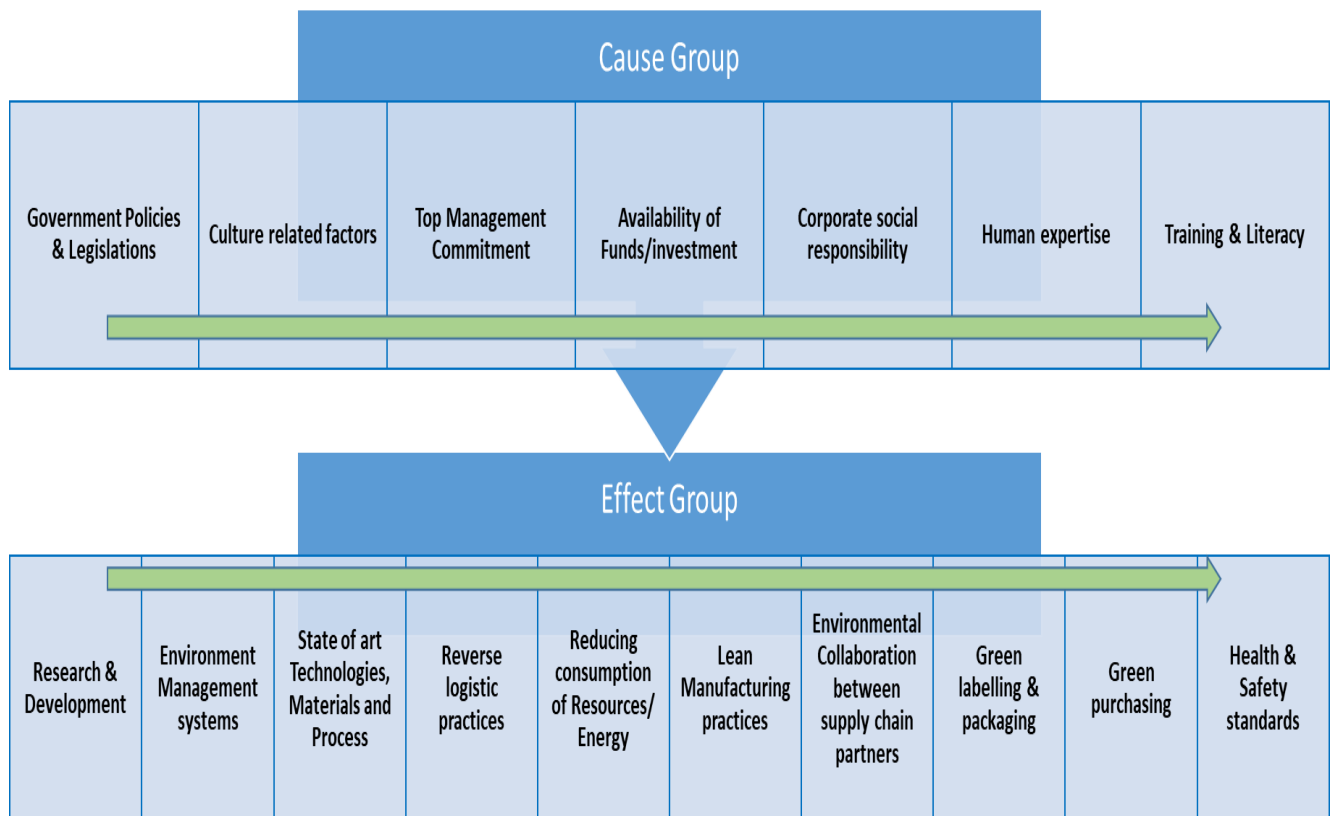 Cause Group
Government Policies
& Legislations
Culture related factors
Top Management
Commitment
Availability of
Funds/investment
Corporate social
responsibility
Human expertise
Training & Literacy
Effect Group
Research &
Development
Environment
Management
systems
State of art
Technologies,
Materials and
Process
Reverse
logistic
practices
Reducing
consumption
of Resources/
Energy
Lean
Manufacturing
practices
Environmental
Collaboration
between
supply chain
partners
Green
labelling &
packaging
Green
purchasing
Health &
Safety
standards